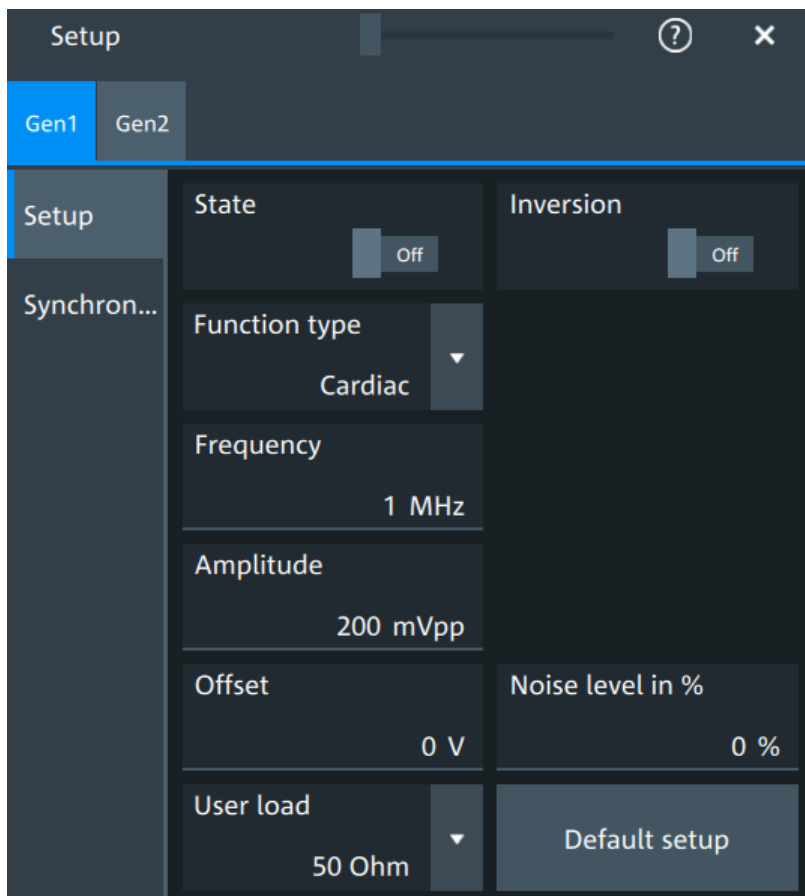 Setup
?
Gen1 Gen2
Setup
Synchron...
State
Off
Inversion
Off
Function type
Cardiac
Frequency
1 MHz
Amplitude
200 mVpp
Offset
0 V
Noise level in %
0 %
User load
50 Ohm
Default setup